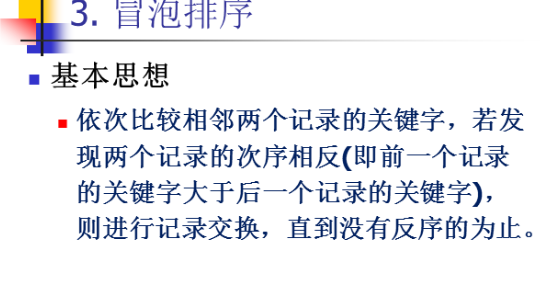 3. 冒泡排序
基本思想
依次比较相邻两个记录的关键字，若发
现两个记录的次序相反(即前一个记录
的关键字大于后一个记录的关键字)，
则进行记录交换，直到没有反序的为止。